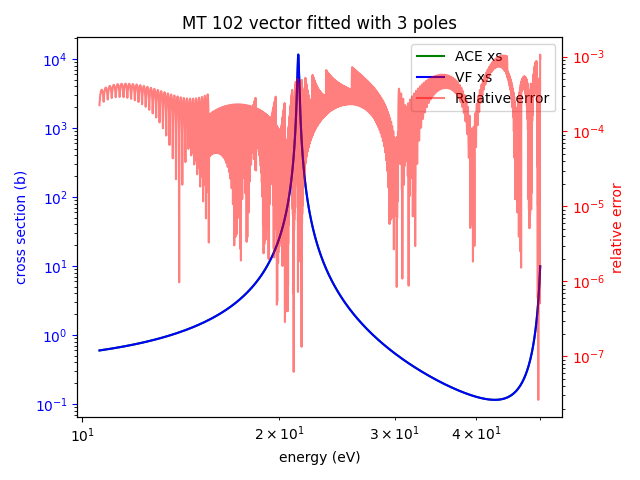 MT 102 vector fitted with 3 poles
ACE xs
VF xs
Relative error
cross section (b)
10⁴
10³
10²
10¹
10⁰
10⁻¹
10⁻³
10⁻⁴
10⁻⁵
10⁻⁶
10⁻⁷
relative error
10¹
2 × 10¹
3 × 10¹
4 × 10¹
energy (eV)